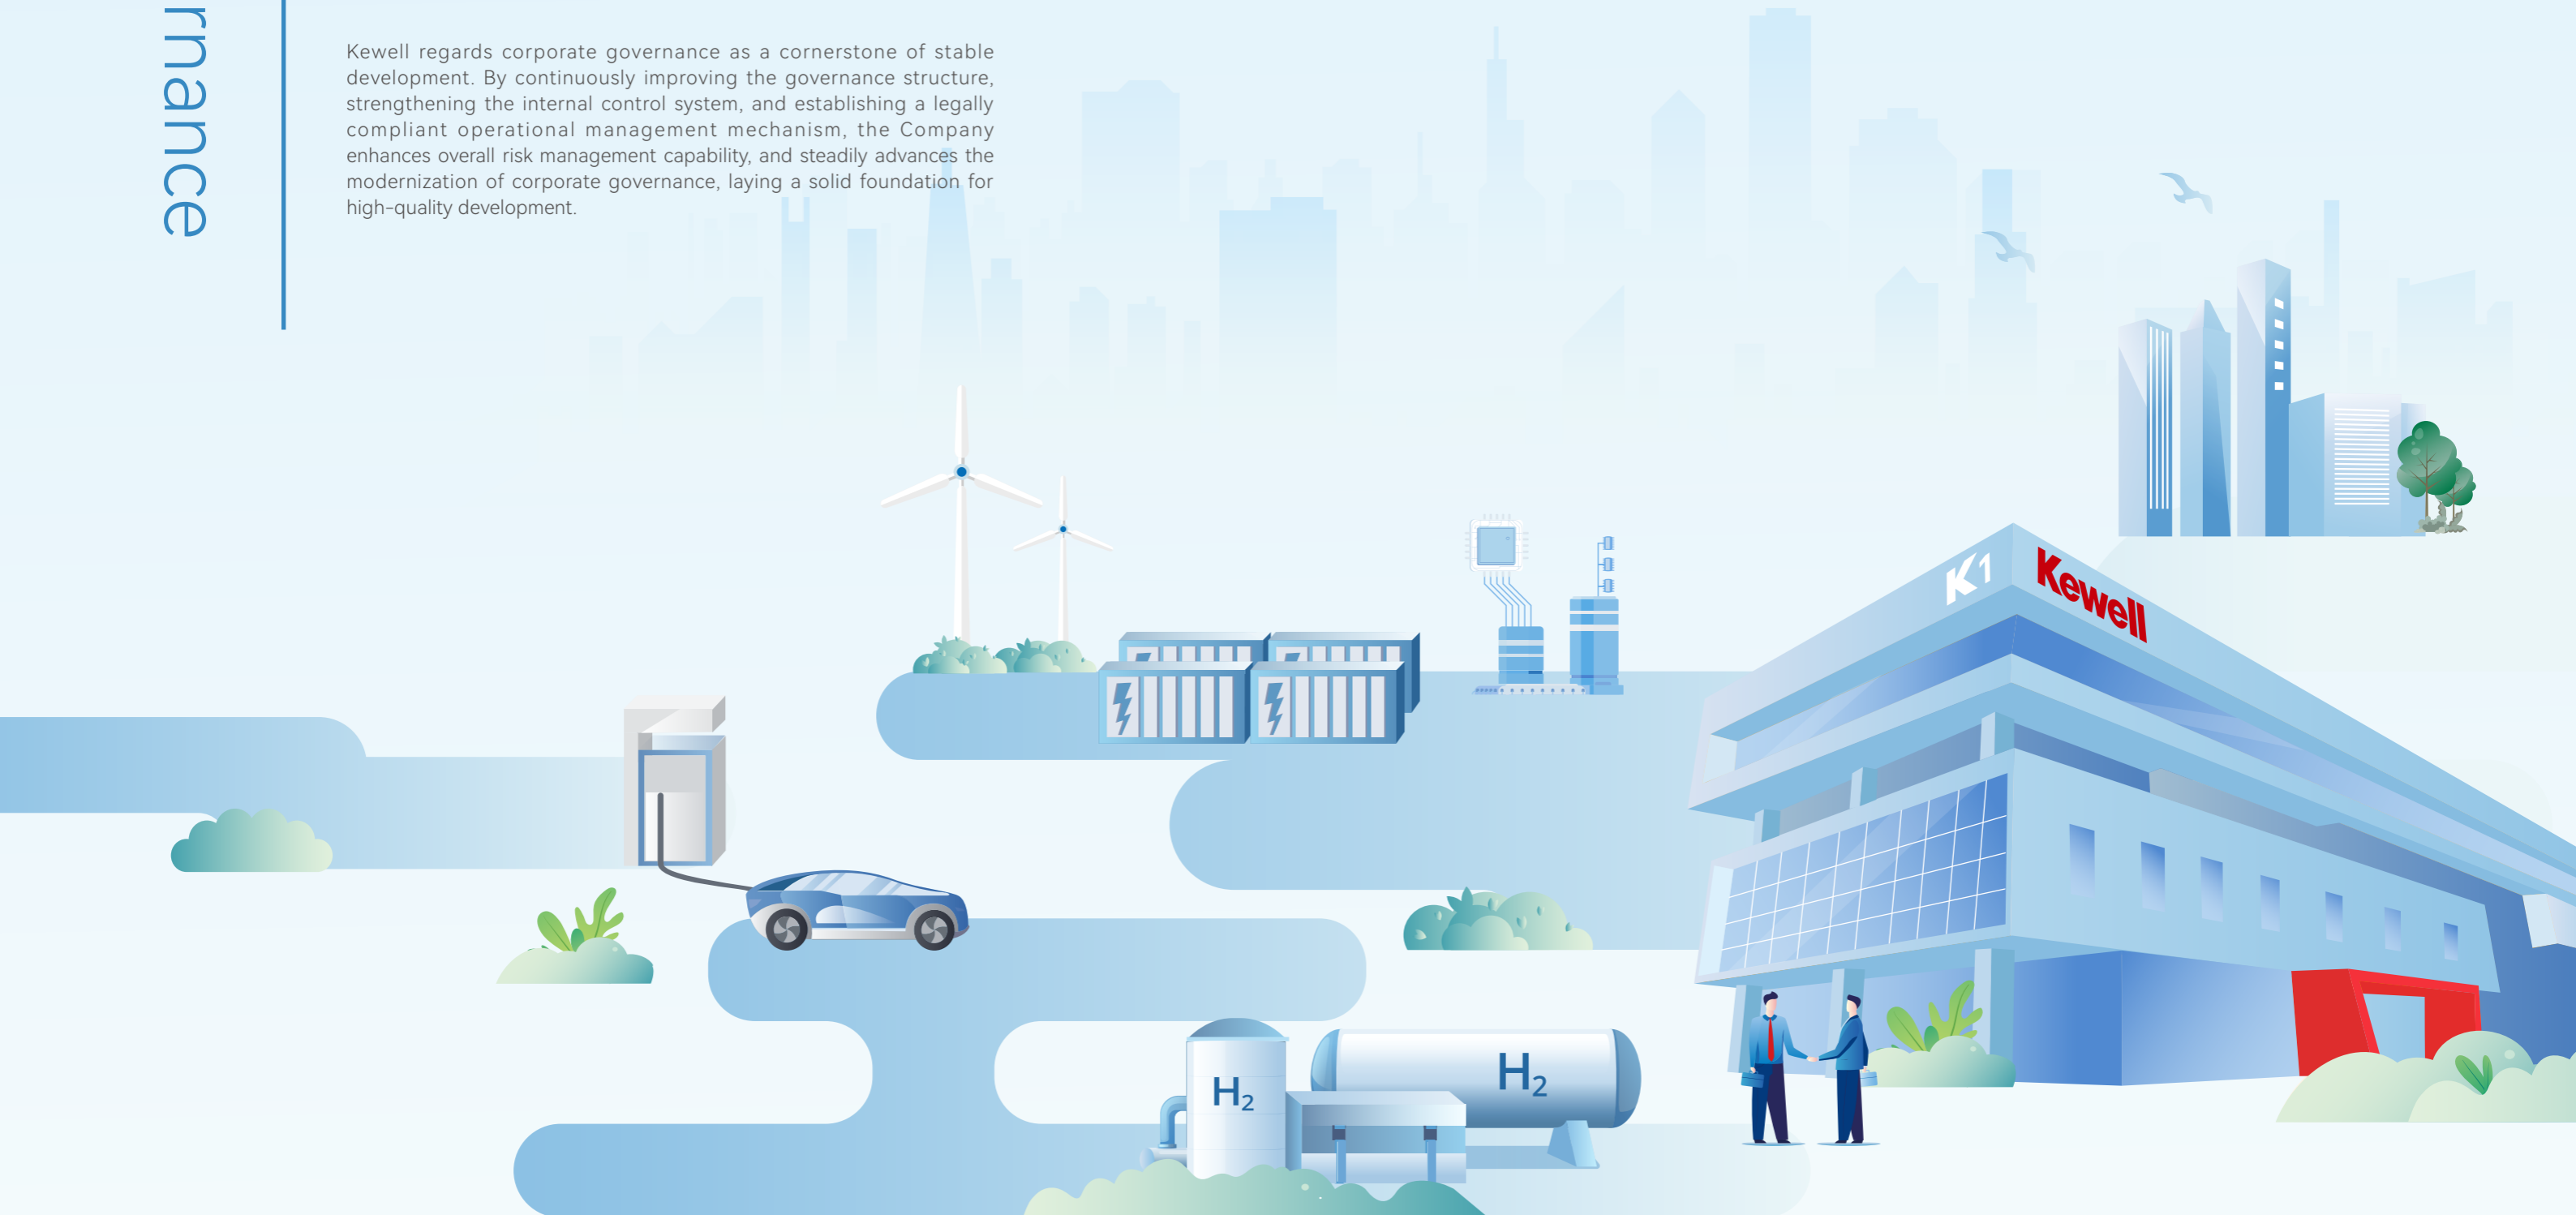 rnance
Kewell regards corporate governance as a cornerstone of stable
development. By continuously improving the governance structure,
strengthening the internal control system, and establishing a legally
compliant operational management mechanism, the Company
enhances overall risk management capability, and steadily advances the
modernization of corporate governance, laying a solid foundation for
high-quality development.
K1
Kewell
H₂
H₂